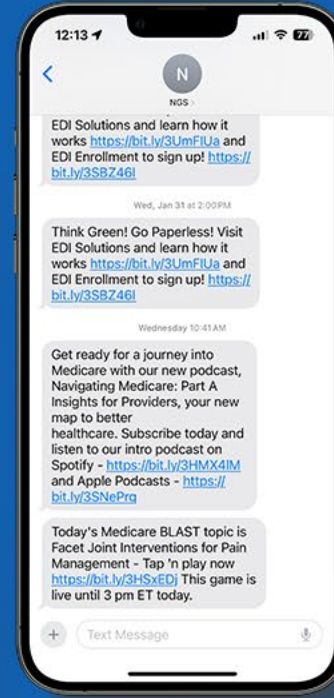 12:13
77
N
NGS
EDI Solutions and learn how it
works https://bit.ly/3UmFlUa and
EDI Enrollment to sign up! https://
bit.ly/3SBZ46l
Wed, Jan 31 at 2:00PM
Think Green! Go Paperless! Visit
EDI Solutions and learn how it
works https://bit.ly/3UmFlUa and
EDI Enrollment to sign up! https://
bit.ly/3SBZ46l
Wednesday 10:41 AM
Get ready for a journey into
Medicare with our new podcast,
Navigating Medicare: Part A
Insights for Providers, your new
map to better
healthcare. Subscribe today and
listen to our intro podcast on
Spotify - https://bit.ly/3HMX4lM
and Apple Podcasts - https://
bit.ly/3SNePrq
Today's Medicare BLAST topic is
Facet Joint Interventions for Pain
Management - Tap 'n play now
https://bit.ly/3HSxEDj This game is
live until 3 pm ET today.
Text Message